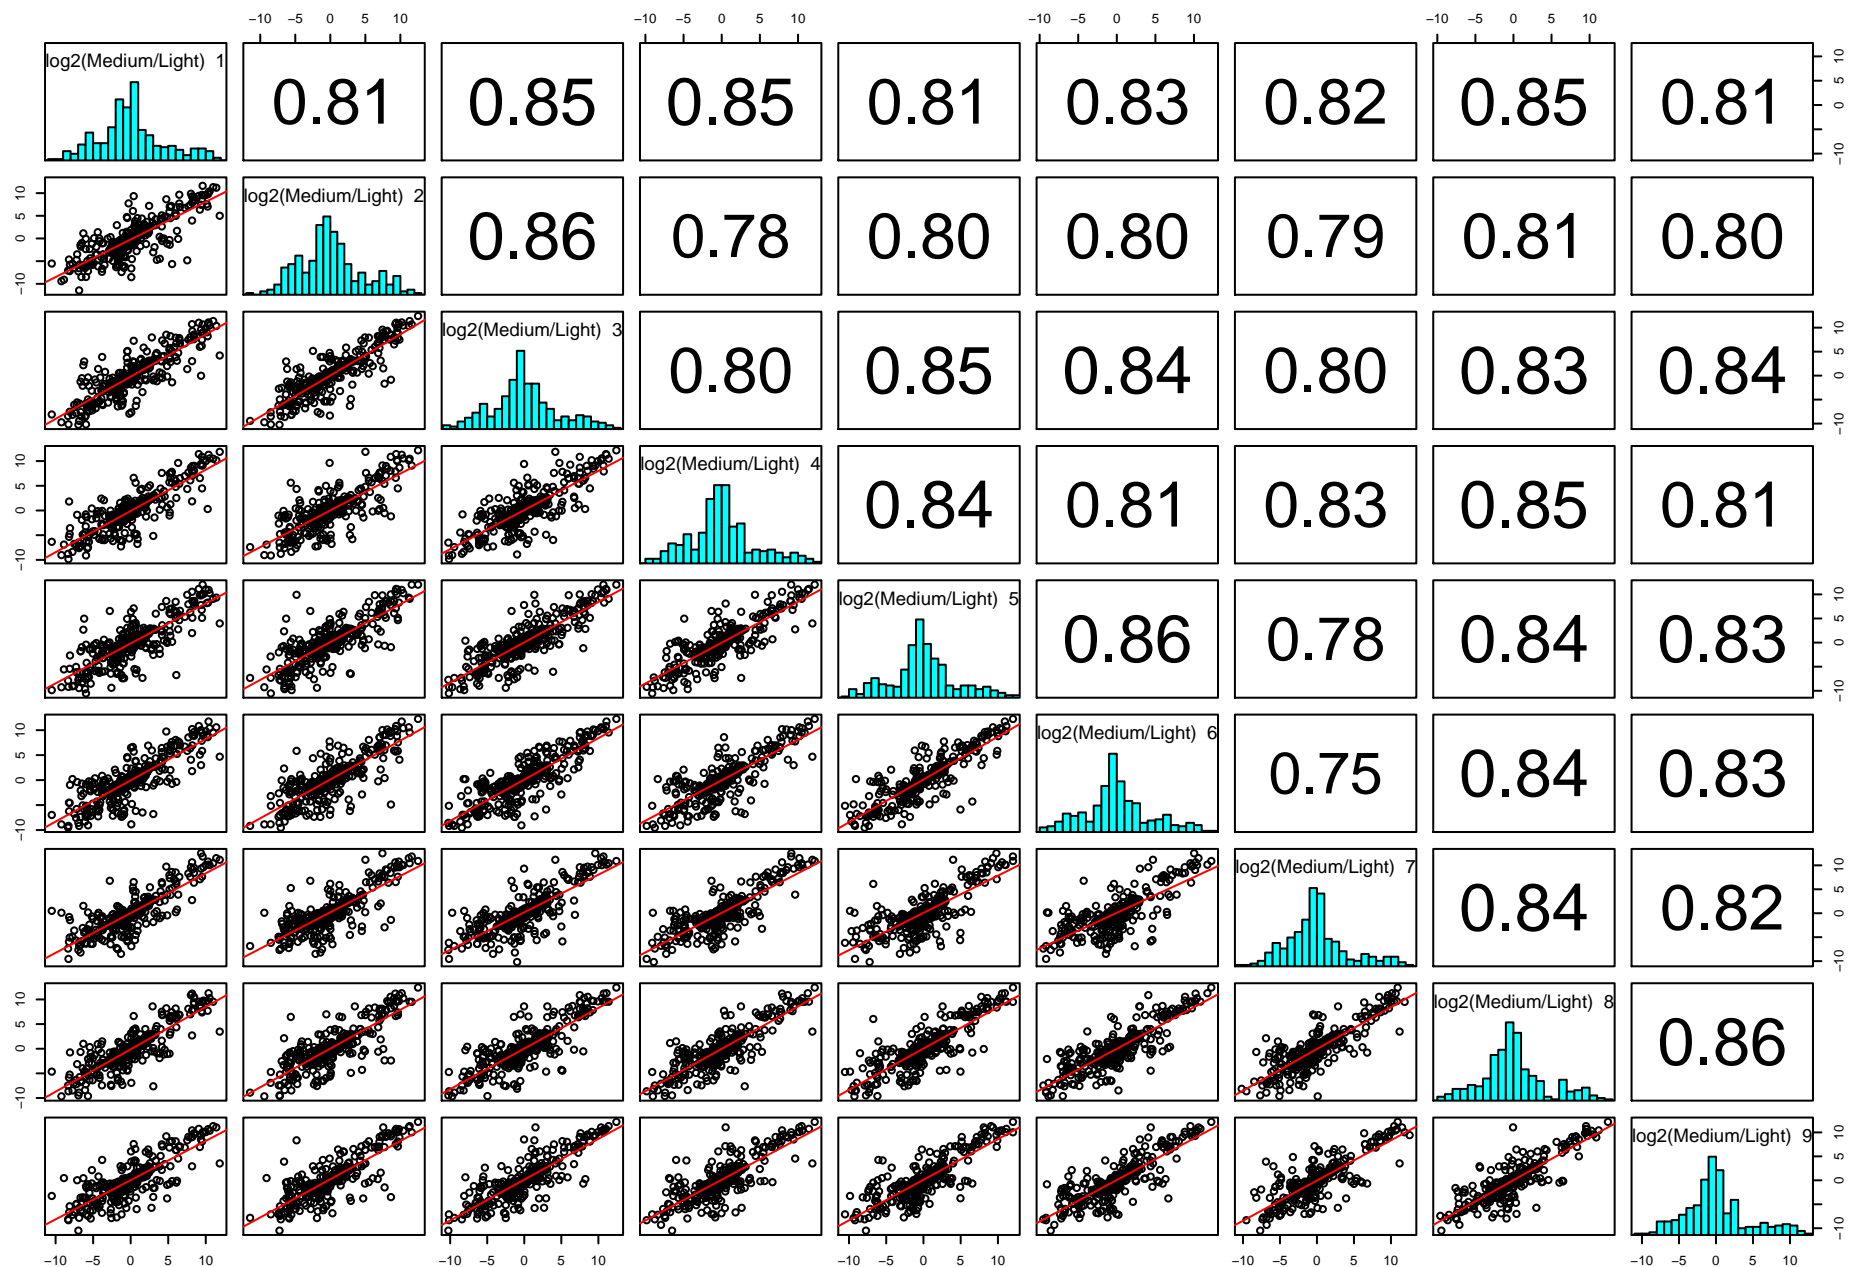 −10 −5 0 5 10 −10 −5 0 5 10 −10 −5 0 5 10 −10 −5 0 5 10
log2(Medium/Light) 1 0.81 0.85 0.85 0.81 0.83 0.82 0.85 0.81
−10 0 5 10
−10 0 5 10
log2(Medium/Light) 2 0.86 0.78 0.80 0.80 0.79 0.81 0.80
log2(Medium/Light) 3 0.80 0.85 0.84 0.80 0.83 0.84
−10 0 5 10
−10 0 5 10
log2(Medium/Light) 4 0.84 0.81 0.83 0.85 0.81
log2(Medium/Light) 5 0.86 0.78 0.84 0.83
−10 0 5 10
−10 0 5 10
log2(Medium/Light) 6 0.75 0.84 0.83
log2(Medium/Light) 7 0.84 0.82
−10 0 5 10
−10 0 5 10
log2(Medium/Light) 8 0.86
log2(Medium/Light) 9
−10 0 5 10
−10 −5 0 5 10 −10 −5 0 5 10 −10 −5 0 5 10 −10 −5 0 5 10 −10 −5 0 5 10